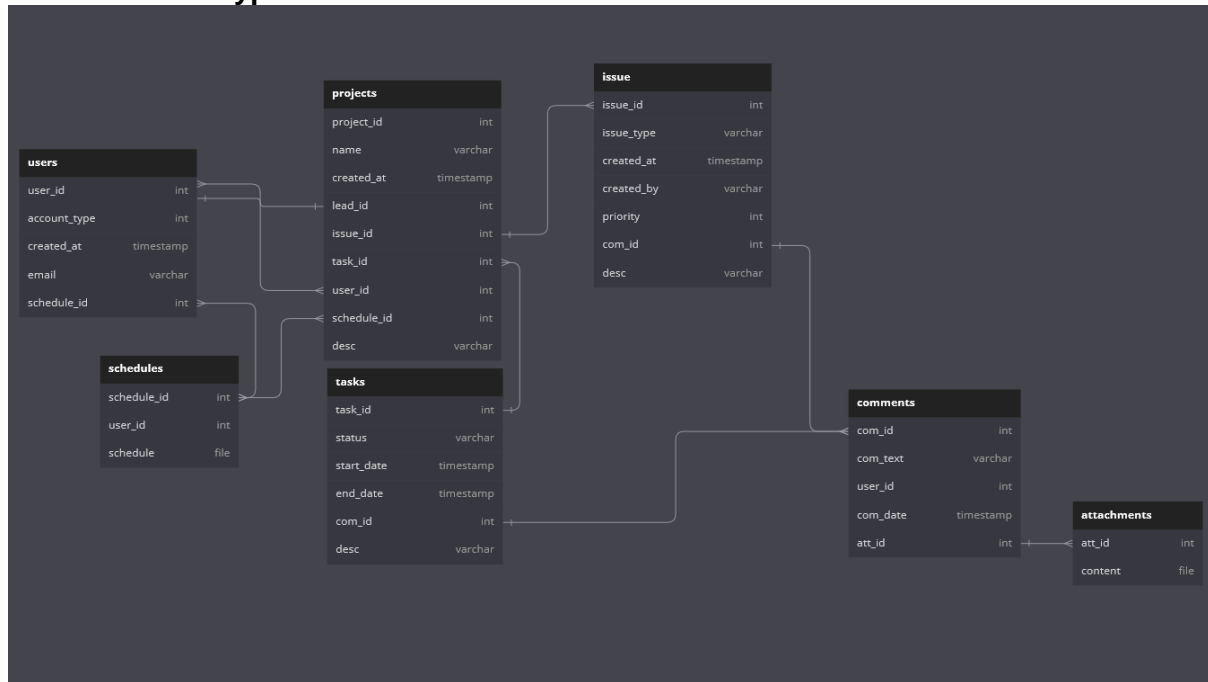 users
user_id int
account_type int
created_at timestamp
email varchar
schedule_id int
schedules
schedule_id int
user_id int
schedule file
projects
project_id int
name varchar
created_at timestamp
lead_id int
issue_id int
task_id int
user_id int
schedule_id int
desc varchar
tasks
task_id int
status varchar
start_date timestamp
end_date timestamp
com_id int
desc varchar
issue
issue_id int
issue_type varchar
created_at timestamp
created_by varchar
priority int
com_id int
desc varchar
comments
com_id int
com_text varchar
user_id int
com_date timestamp
att_id int
attachments
att_id int
content file